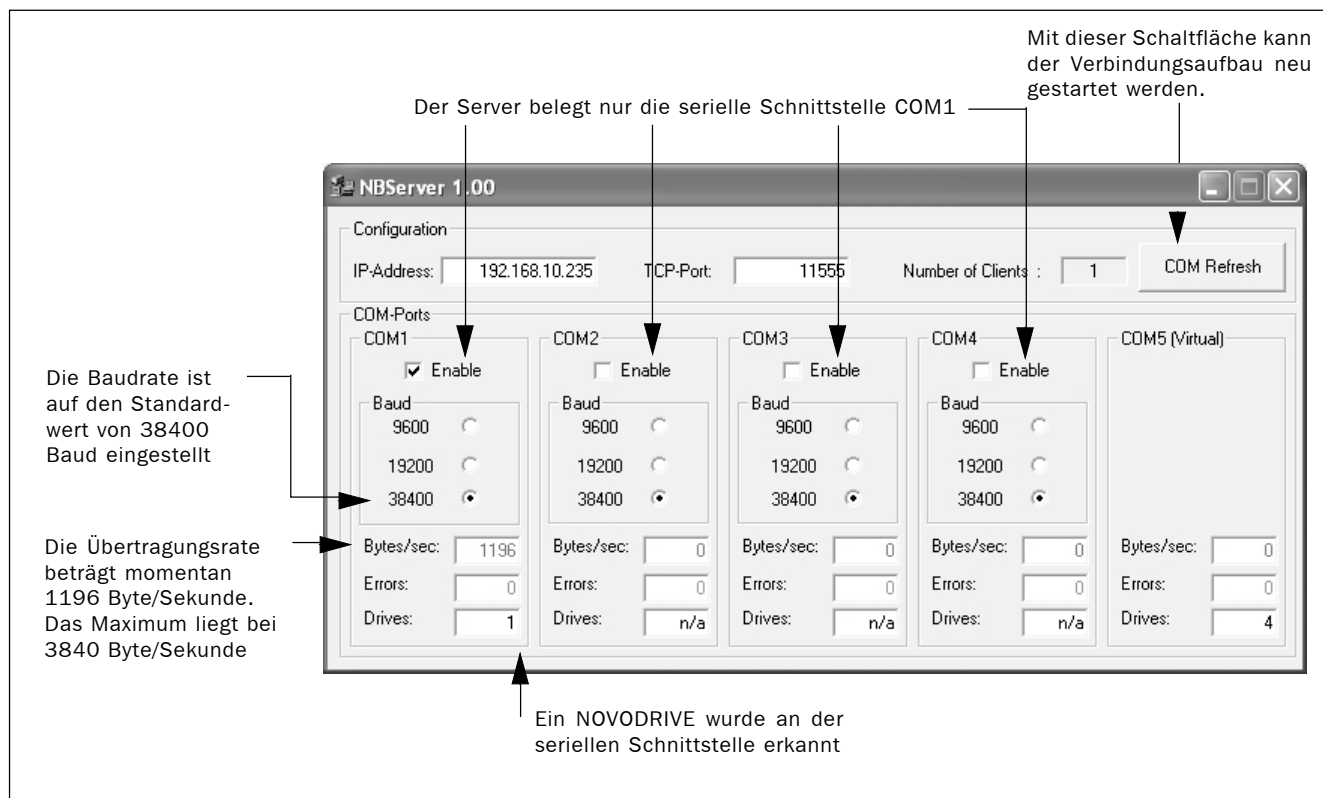 Mit dieser Schaltfläche kann
der Verbindungsaufbau neu
gestartet werden.
Der Server belegt nur die serielle Schnittstelle COM1
NBServer 1.00
Configuration
IP-Address: 192.168.10.235 TCP-Port: 11555 Number of Clients : 1 COM Refresh
COM-Ports
COM1 COM2 COM3 COM4 COM5 (Virtual)
Enable Enable Enable Enable
Baud Baud Baud Baud
9600 9600 9600 9600
19200 19200 19200 19200
38400 38400 38400 38400
Bytes/sec: 1196 Bytes/sec: 0 Bytes/sec: 0 Bytes/sec: 0 Bytes/sec: 0
Errors: 0 Errors: 0 Errors: 0 Errors: 0 Errors: 0
Drives: 1 Drives: n/a Drives: n/a Drives: n/a Drives: 4
Die Baudrate ist
auf den Standard-
wert von 38400
Baud eingestellt
Die Übertragungsrate
beträgt momentan
1196 Byte/Sekunde.
Das Maximum liegt bei
3840 Byte/Sekunde
Ein NOVODRIVE wurde an der
seriellen Schnittstelle erkannt